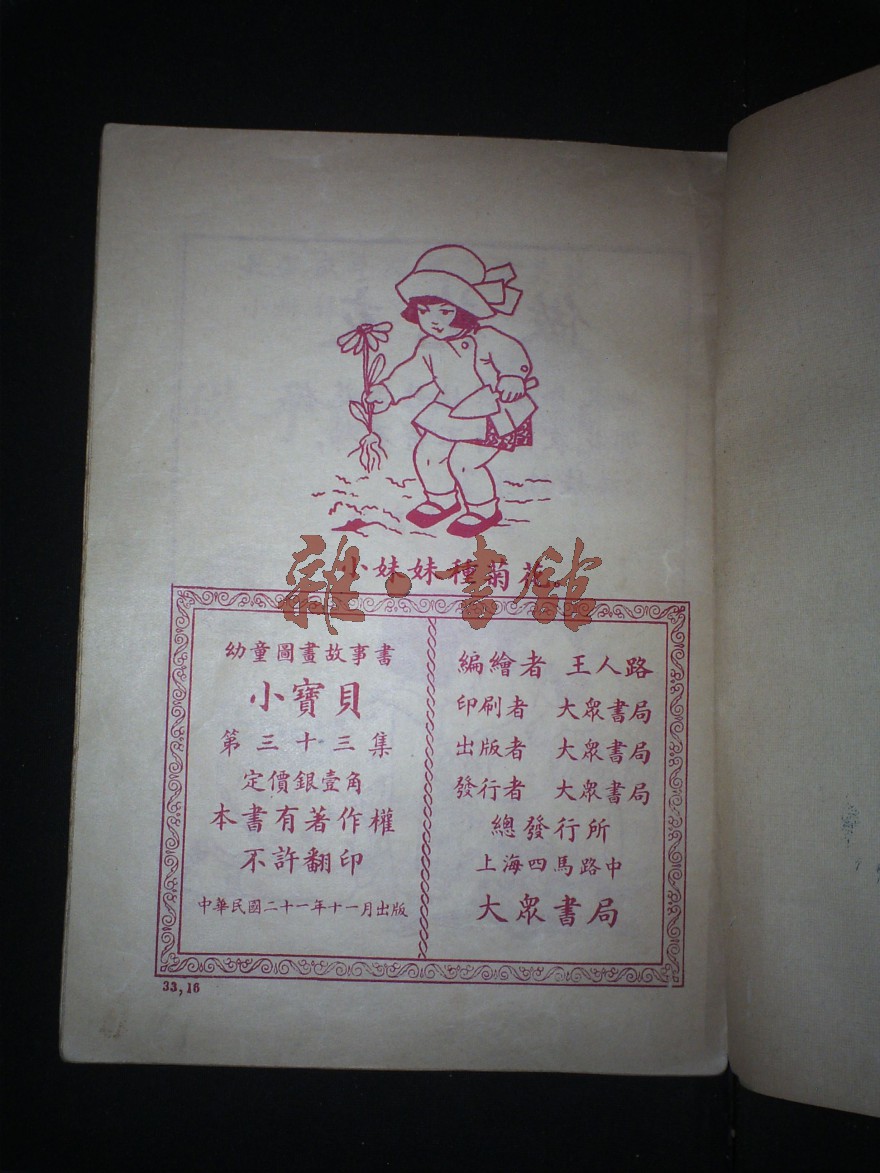 小妹妹種菊花。
雜·書館
幼童圖畫故事書
小寶貝
第三十三集
定價銀壹角
本書有著作權
不許翻印
中華民國二十一年十一月出版
編繪者 王人路
印刷者 大眾書局
出版者 大眾書局
發行者 大眾書局
總發行所
上海四馬路中
大眾書局
33,16